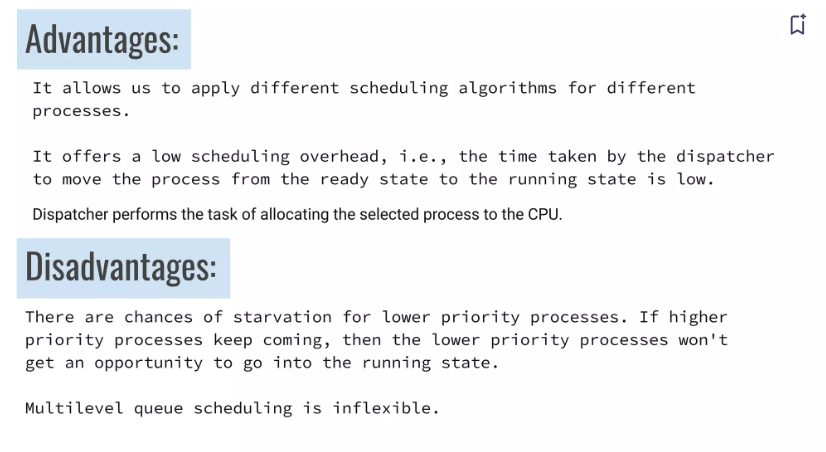 Advantages:
It allows us to apply different scheduling algorithms for different
processes.
It offers a low scheduling overhead, i.e., the time taken by the dispatcher
to move the process from the ready state to the running state is low.
Dispatcher performs the task of allocating the selected process to the CPU.
Disadvantages:
There are chances of starvation for lower priority processes. If higher
priority processes keep coming, then the lower priority processes won't
get an opportunity to go into the running state.
Multilevel queue scheduling is inflexible.